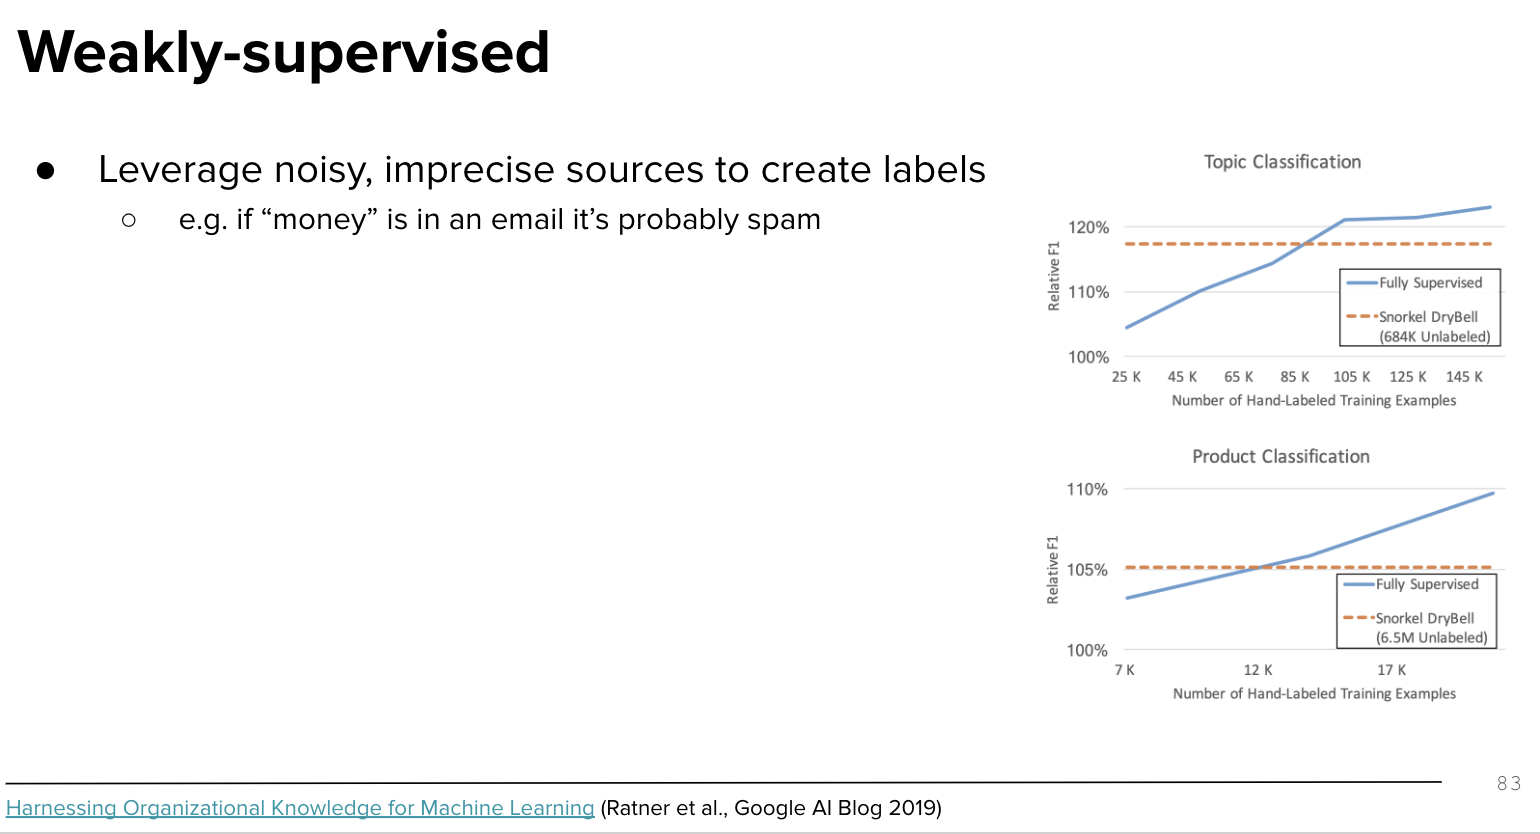 Weakly-supervised
● Leverage noisy, imprecise sources to create labels
○ e.g. if “money” is in an email it’s probably spam
Topic Classification
Relative F1
120%
110%
100%
Fully Supervised
Snorkel DryBell
(684K Unlabeled)
25 K 45 K 65 K 85 K 105 K 125 K 145 K
Number of Hand-Labeled Training Examples
Product Classification
Relative F1
110%
105%
100%
Fully Supervised
Snorkel DryBell
(6.5M Unlabeled)
7 K 12 K 17 K
Number of Hand-Labeled Training Examples
83
Harnessing Organizational Knowledge for Machine Learning (Ratner et al., Google AI Blog 2019)